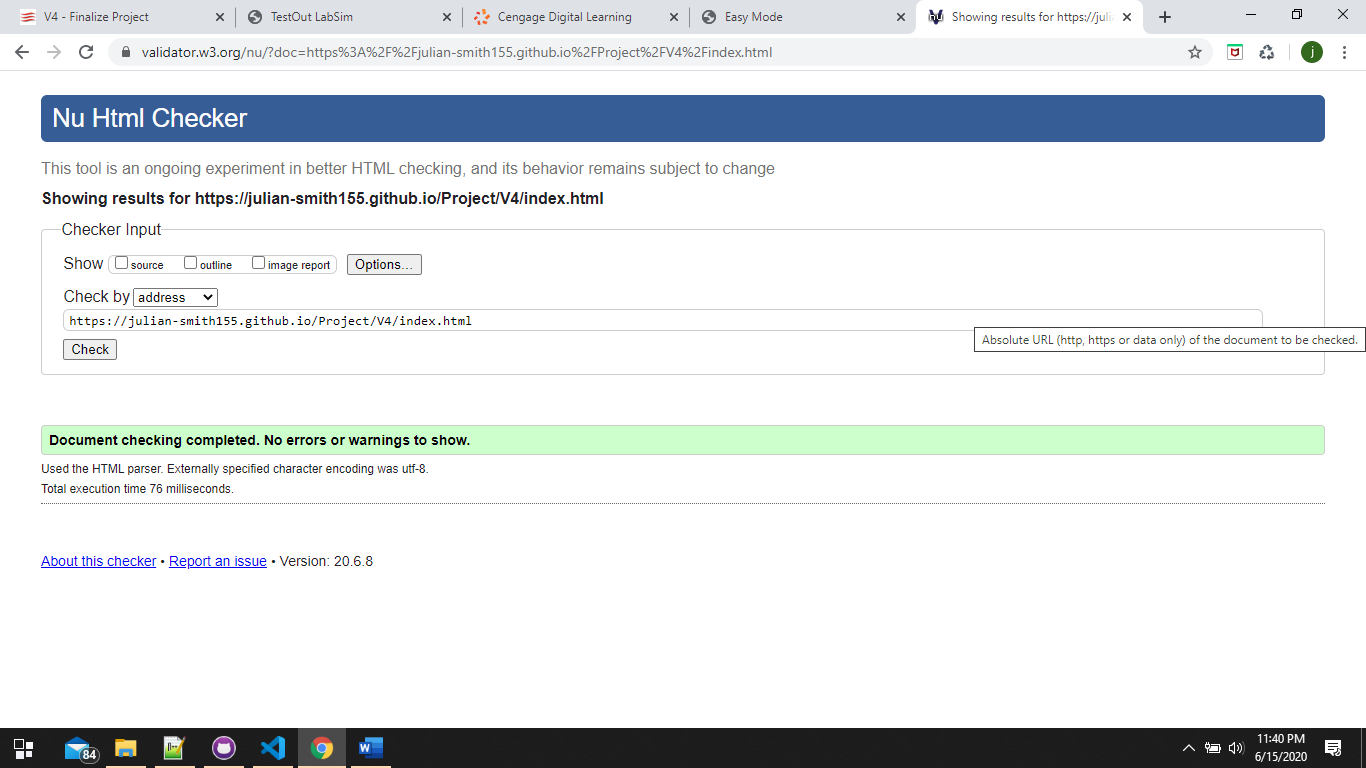 V4 - Finalize Project
TestOut LabSim
Cengage Digital Learning
Easy Mode
Showing results for https://juli
validator.w3.org/nu/?doc=https%3A%2F%2Fjulian-smith155.github.io%2FProject%2FV4%2Findex.html
j
Nu Html Checker
This tool is an ongoing experiment in better HTML checking, and its behavior remains subject to change
Showing results for https://julian-smith155.github.io/Project/V4/index.html
Checker Input
Show source outline image report Options...
Check by address
https://julian-smith155.github.io/Project/V4/index.html
Absolute URL (http, https or data only) of the document to be checked.
Check
Document checking completed. No errors or warnings to show.
Used the HTML parser. Externally specified character encoding was utf-8.
Total execution time 76 milliseconds.
About this checker • Report an issue • Version: 20.6.8
84
11:40 PM
6/15/2020